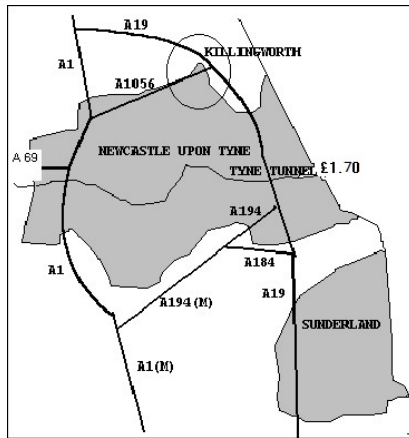 A19
KILLINGWORTH
A1
A1056
A 69
NEWCASTLE UPON TYNE
TYNE TUNNEL £1.70
A194
A1
A184
A194(M)
A19
SUNDERLAND
A1(M)